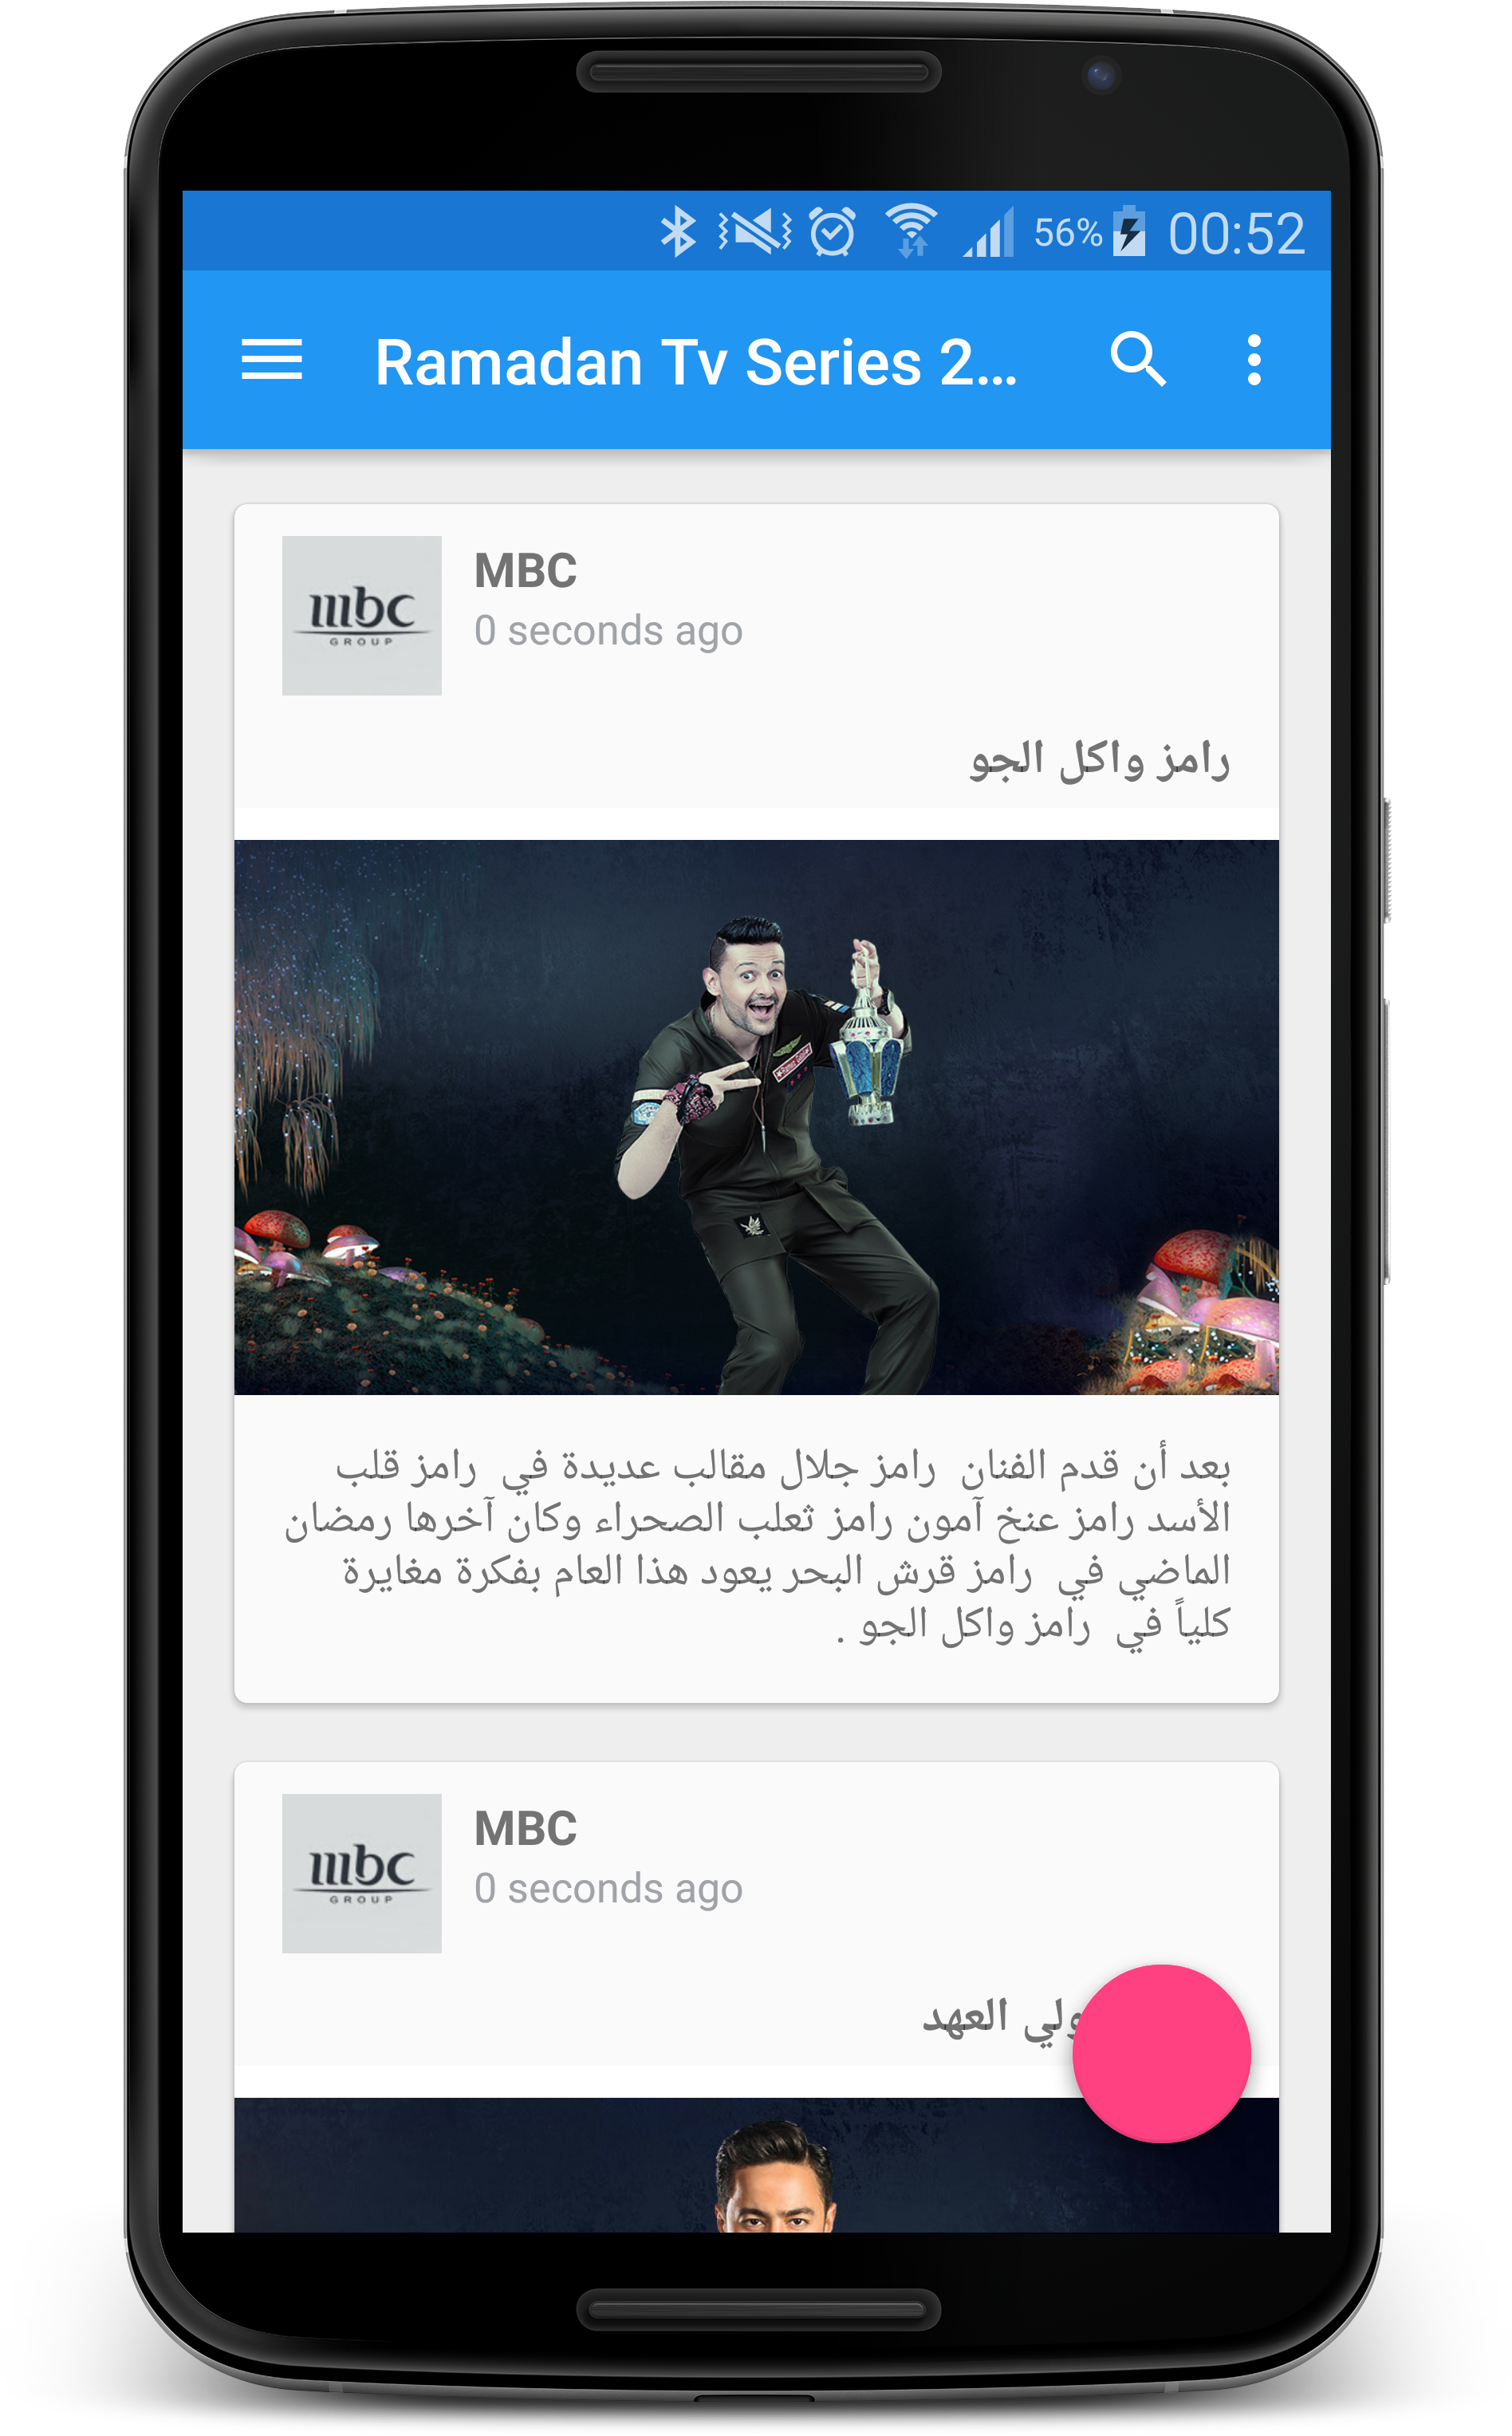 56% 00:52
Ramadan Tv Series 2...
mbc
GROUP
MBC
0 seconds ago
رامز واكل الجو
بعد أن قدم الفنان رامز جلال مقالب عديدة في رامز قلب
الأسد رامز عنخ آمون رامز ثعلب الصحراء وكان آخرها رمضان
الماضي في رامز قرش البحر يعود هذا العام بفكرة مغايرة
كلياً في رامز واكل الجو .
mbc
GROUP
MBC
0 seconds ago
ولي العهد